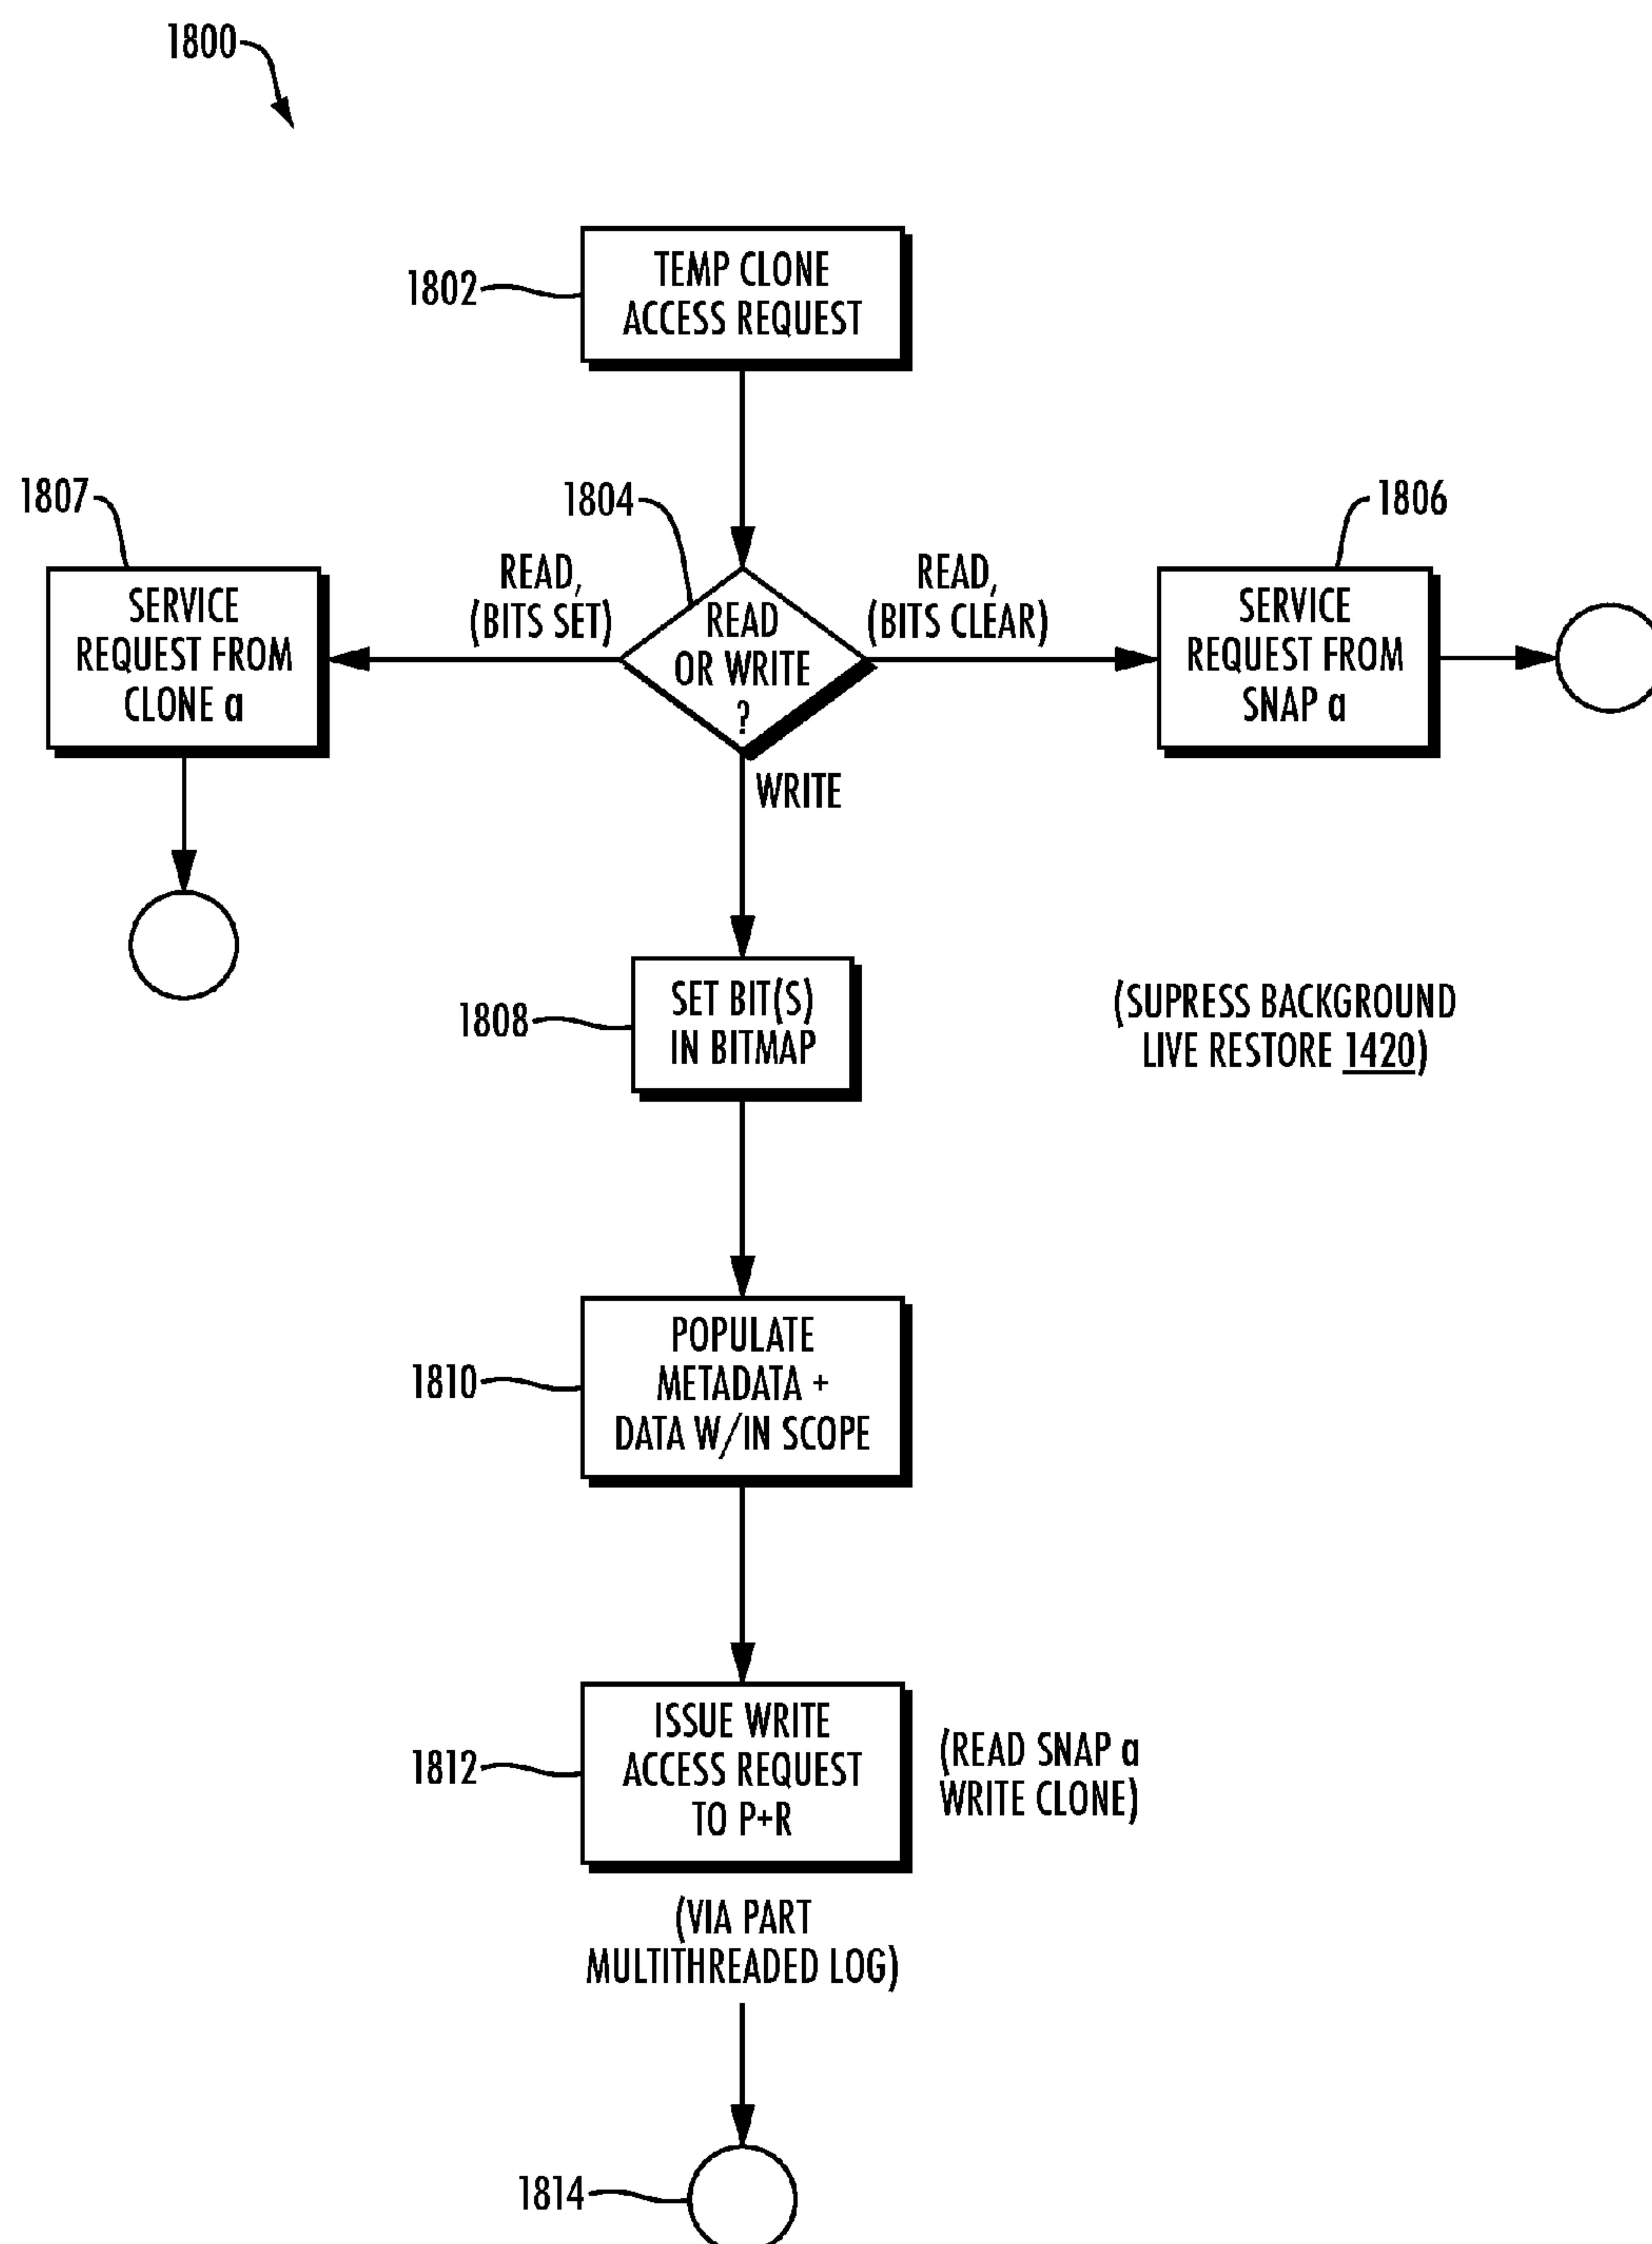 1800
1802
TEMP CLONE
ACCESS REQUEST
1807
1804
1806
READ,
(BITS SET)
READ,
(BITS CLEAR)
SERVICE
REQUEST FROM
CLONE a
READ
OR WRITE
?
SERVICE
REQUEST FROM
SNAP a
WRITE
1808
SET BIT(S)
IN BITMAP
(SUPRESS BACKGROUND
LIVE RESTORE 1420)
1810
POPULATE
METADATA +
DATA W/IN SCOPE
1812
ISSUE WRITE
ACCESS REQUEST
TO P+R
(READ SNAP a
WRITE CLONE)
(VIA PART
MULTITHREADED LOG)
1814